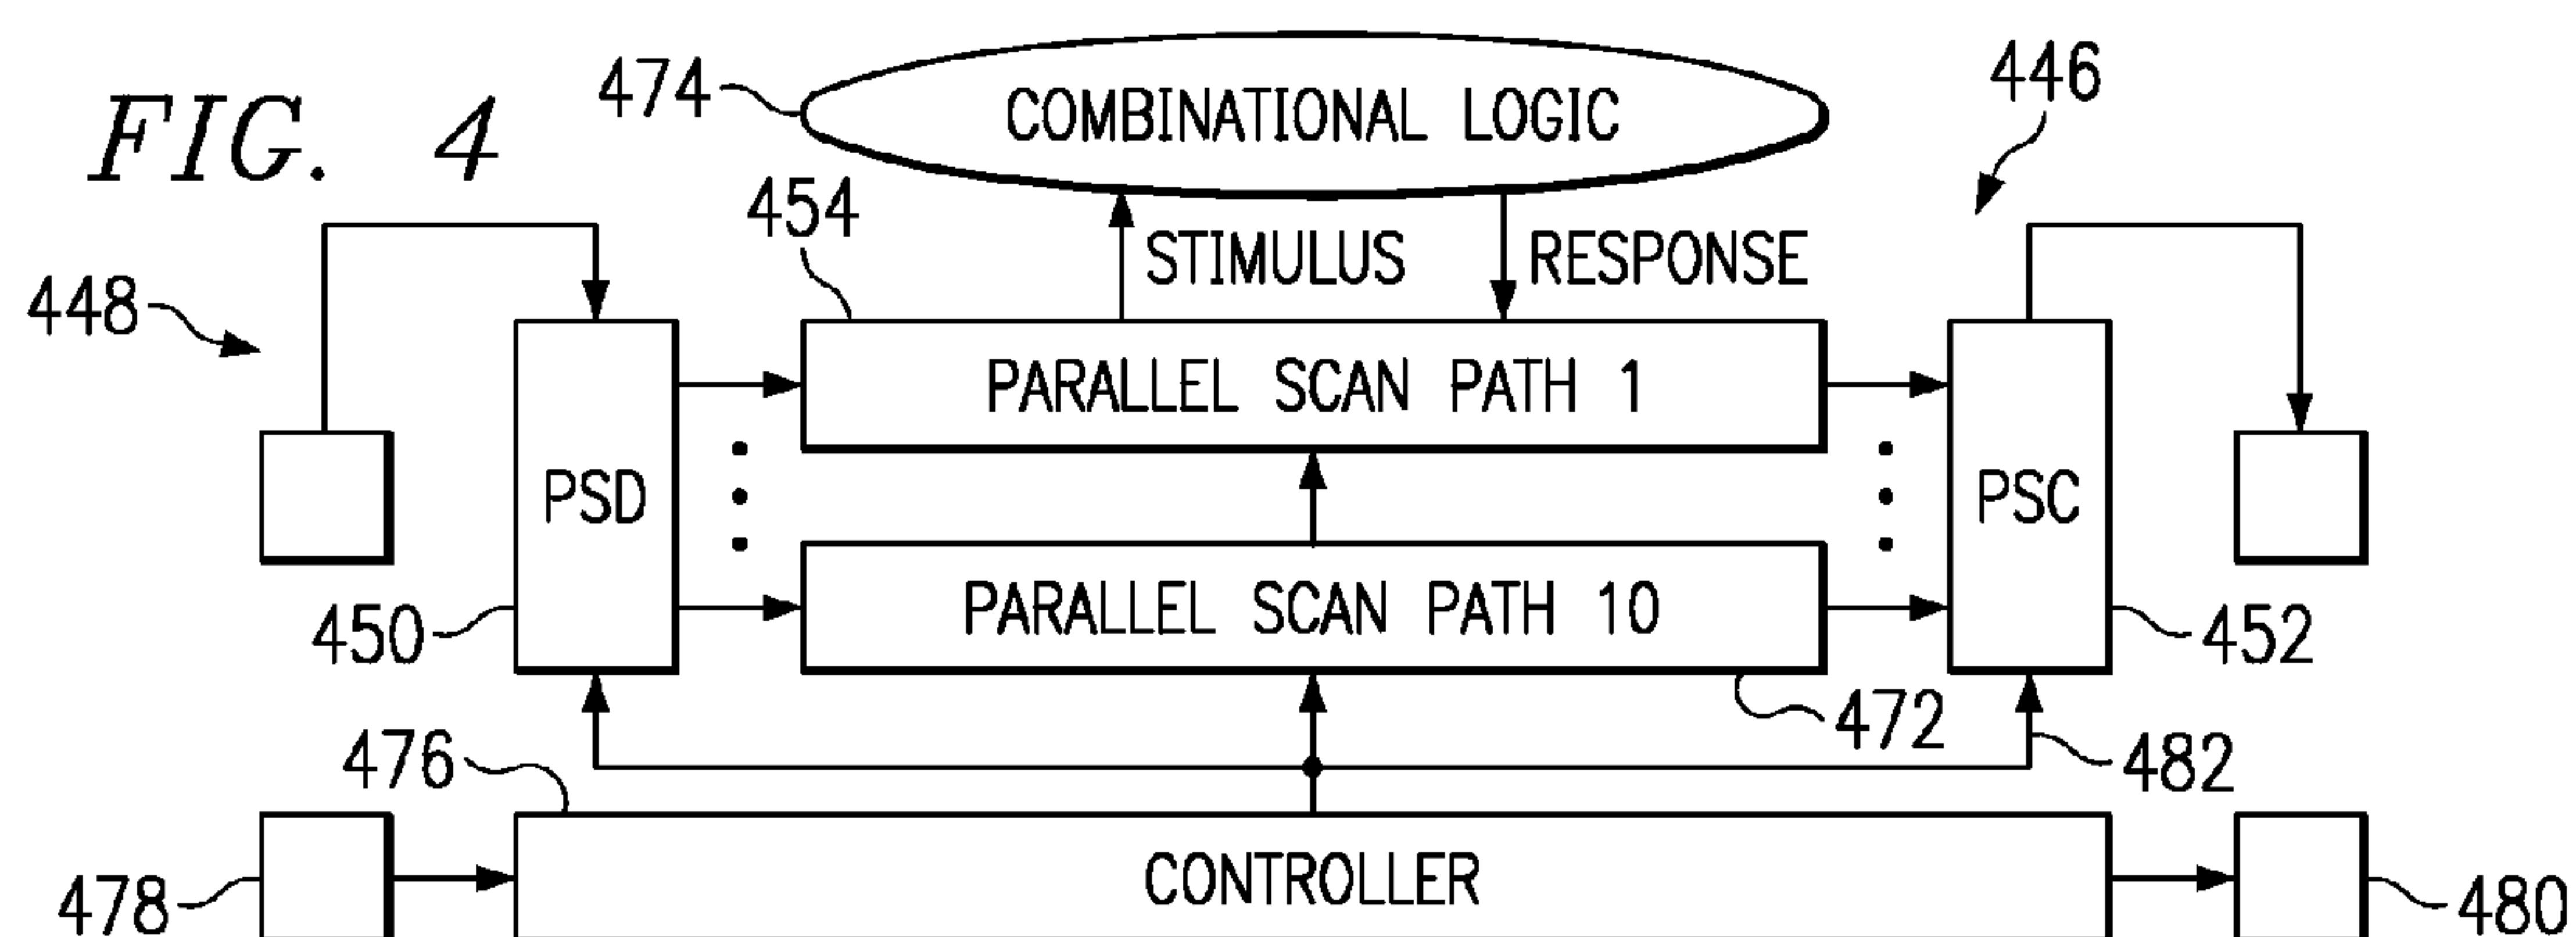 FIG. 4
474
COMBINATIONAL LOGIC
446
454
STIMULUS
RESPONSE
448
PARALLEL SCAN PATH 1
PSD
PSC
PARALLEL SCAN PATH 10
450
452
472
476
482
CONTROLLER
478
480